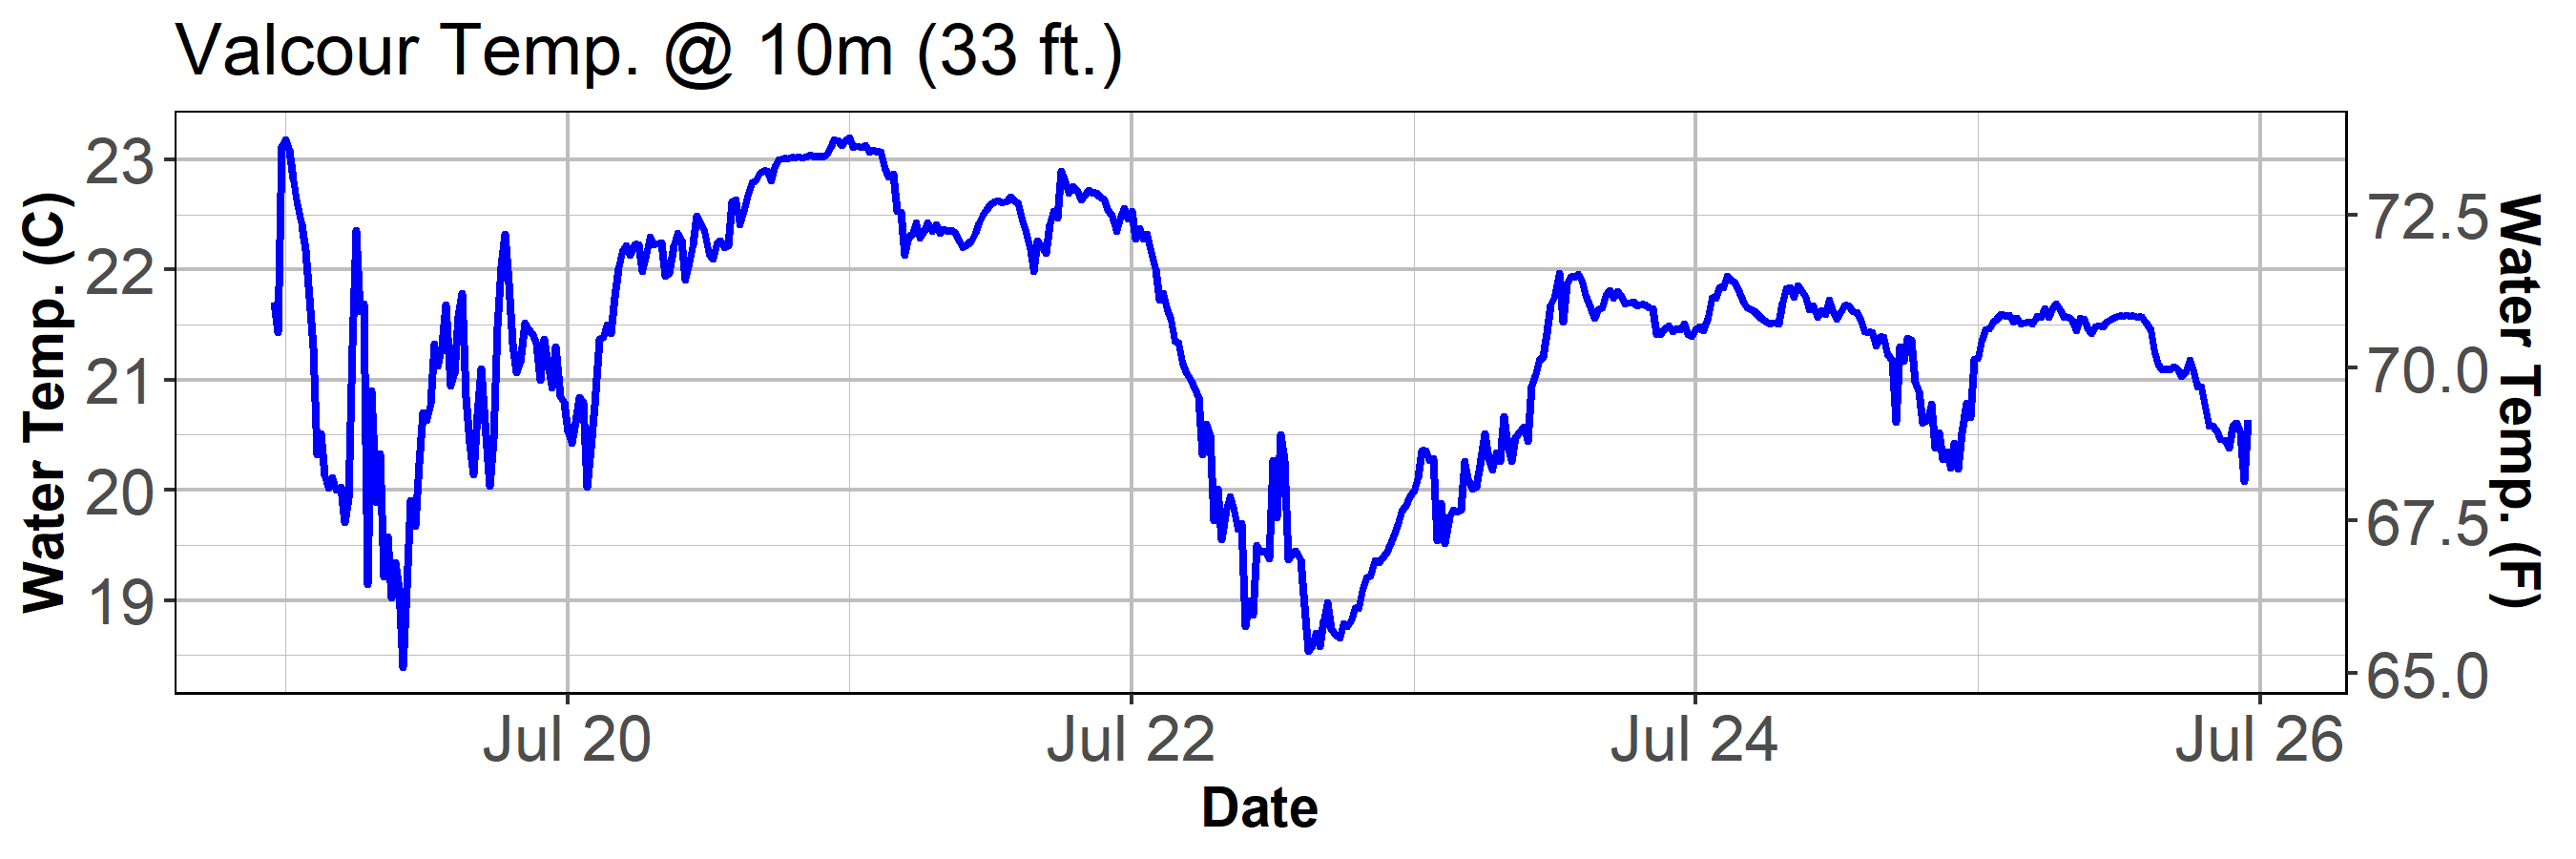 Valcour Temp. @ 10m (33 ft.)
Water Temp. (C)
23
22
21
20
19
72.5
70.0
67.5
65.0
Water Temp. (F)
Jul 20 Jul 22 Jul 24 Jul 26
Date